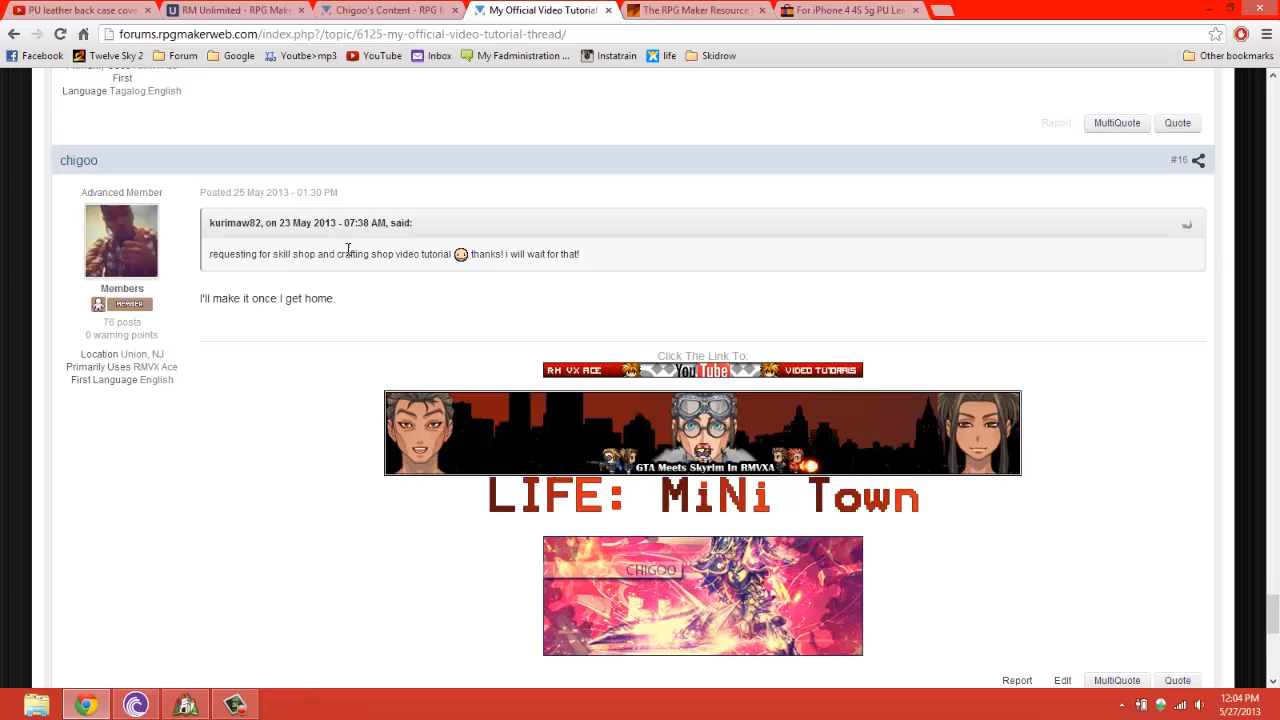 PU leather back case cove
RM Unlimited - RPG Make
Chigoo's Content - RPG M
My Official Video Tutorial
The RPG Maker Resource
For iPhone 4 4S 5g PU Lea
forums.rpgmakerweb.com/index.php?/topic/6125-my-official-video-tutorial-thread/
Facebook
Twelve Sky 2
Forum
Google
Youtbe>mp3
YouTube
Inbox
My Fadministration ...
Instatrain
life
Skidrow
Other bookmarks
First
Language Tagalog English
Report
MultiQuote
Quote
chigoo
#16
Advanced Member
Posted 25 May 2013 - 01:30 PM
kurimaw82, on 23 May 2013 - 07:38 AM, said:
requesting for skill shop and crafting shop video tutorial thanks! i will wait for that!
Members
MEMBER
I'll make it once I get home.
76 posts
0 warning points
Location Union, NJ
Primarily Uses RMVX Ace
First Language English
Click The Link To:
RM VX ACE YouTube VIDEO TUTORIALS
GTA Meets Skyrim In RMVXA
LIFE: MiNi Town
CHIGOO
Report
Edit
MultiQuote
Quote
12:04 PM
5/27/2013